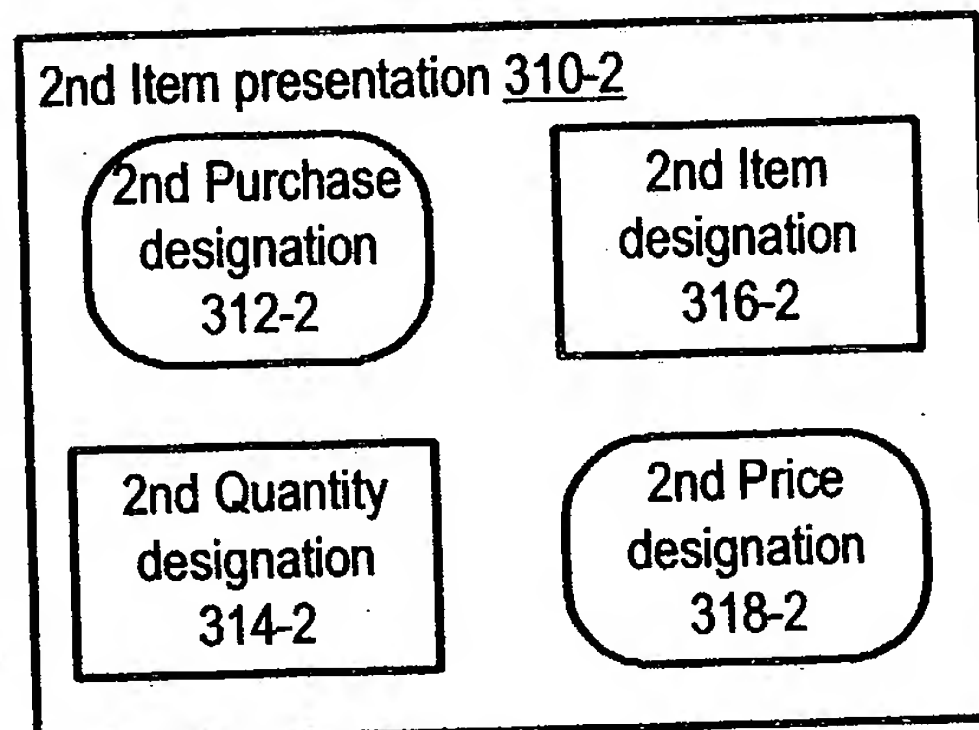 2nd Item presentation 310-2
2nd Purchase
designation
312-2
2nd Item
designation
316-2
2nd Quantity
designation
314-2
2nd Price
designation
318-2